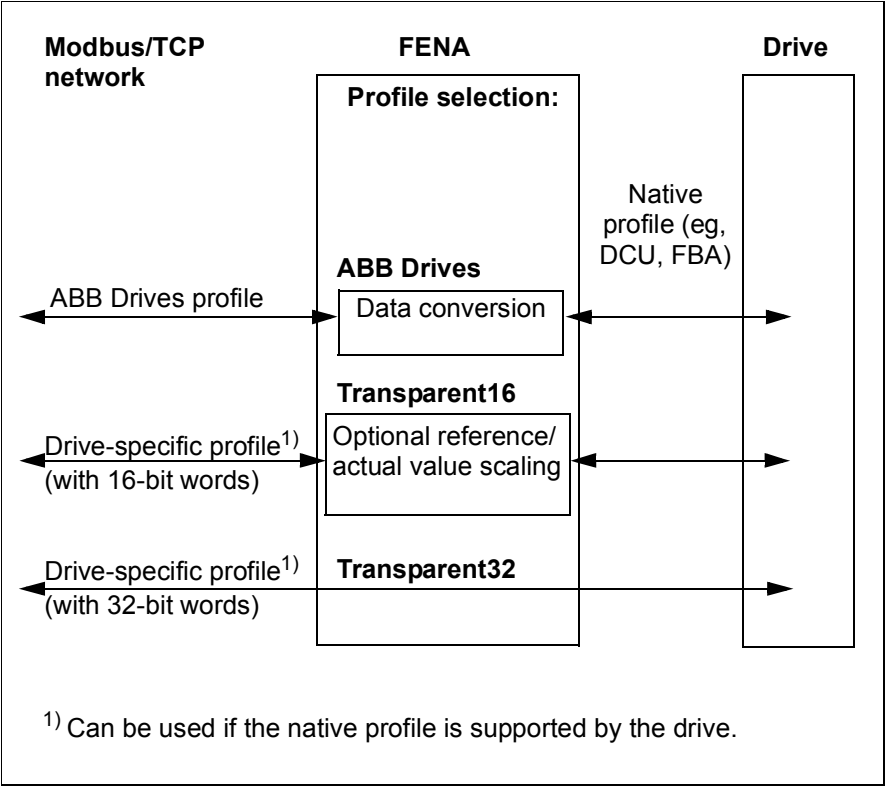 Modbus/TCP
network
FENA
Drive
Profile selection:
Native
profile (eg,
DCU, FBA)
ABB Drives
ABB Drives profile
Data conversion
Transparent16
Drive-specific profile1)
(with 16-bit words)
Optional reference/
actual value scaling
Drive-specific profile1)
(with 32-bit words)
Transparent32
1) Can be used if the native profile is supported by the drive.